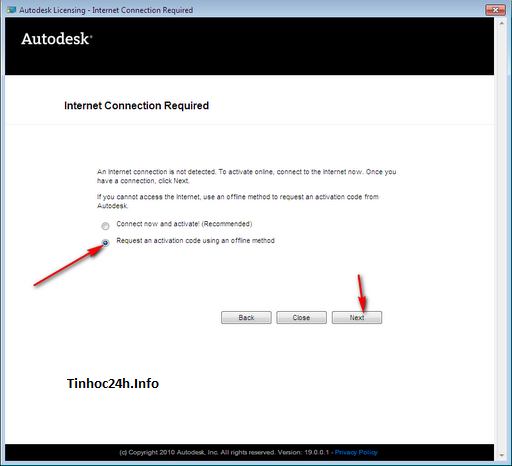 Autodesk Licensing - Internet Connection Required
Autodesk®
Internet Connection Required
An Internet connection is not detected. To activate online, connect to the Internet now. Once you
have a connection, click Next.
If you cannot access the Internet, use an offline method to request an activation code from
Autodesk.
Connect now and activate! (Recommended)
Request an activation code using an offline method
Back Close Next
Tinhoc24h.Info
(c) Copyright 2010 Autodesk, Inc. All rights reserved. Version: 19.0.0.1 - Privacy Policy